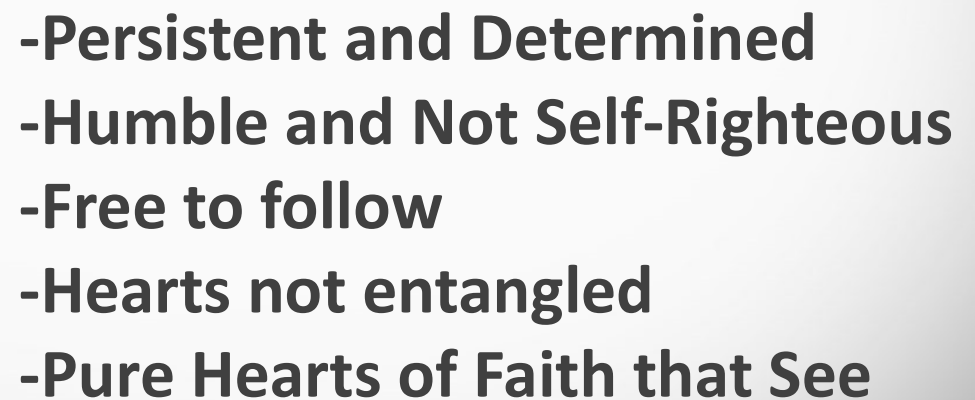 -Persistent and Determined
-Humble and Not Self-Righteous
-Free to follow
-Hearts not entangled
-Pure Hearts of Faith that See